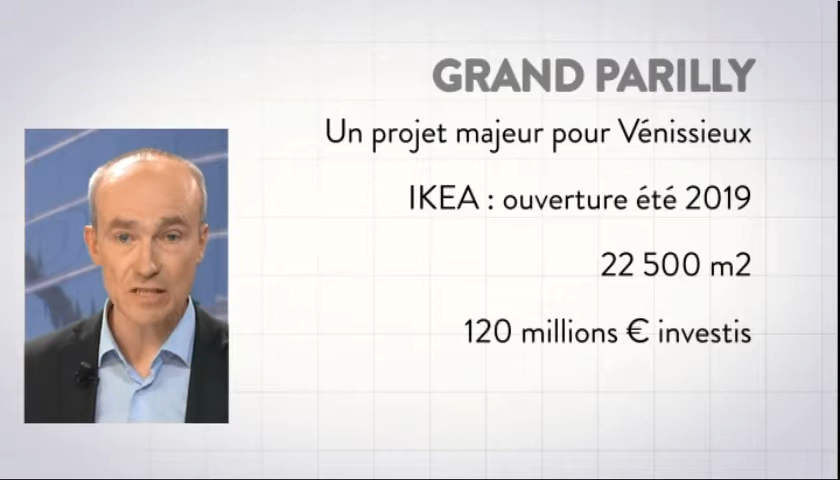 GRAND PARILLY
Un projet majeur pour Vénissieux
IKEA : ouverture été 2019
22 500 m2
120 millions € investis